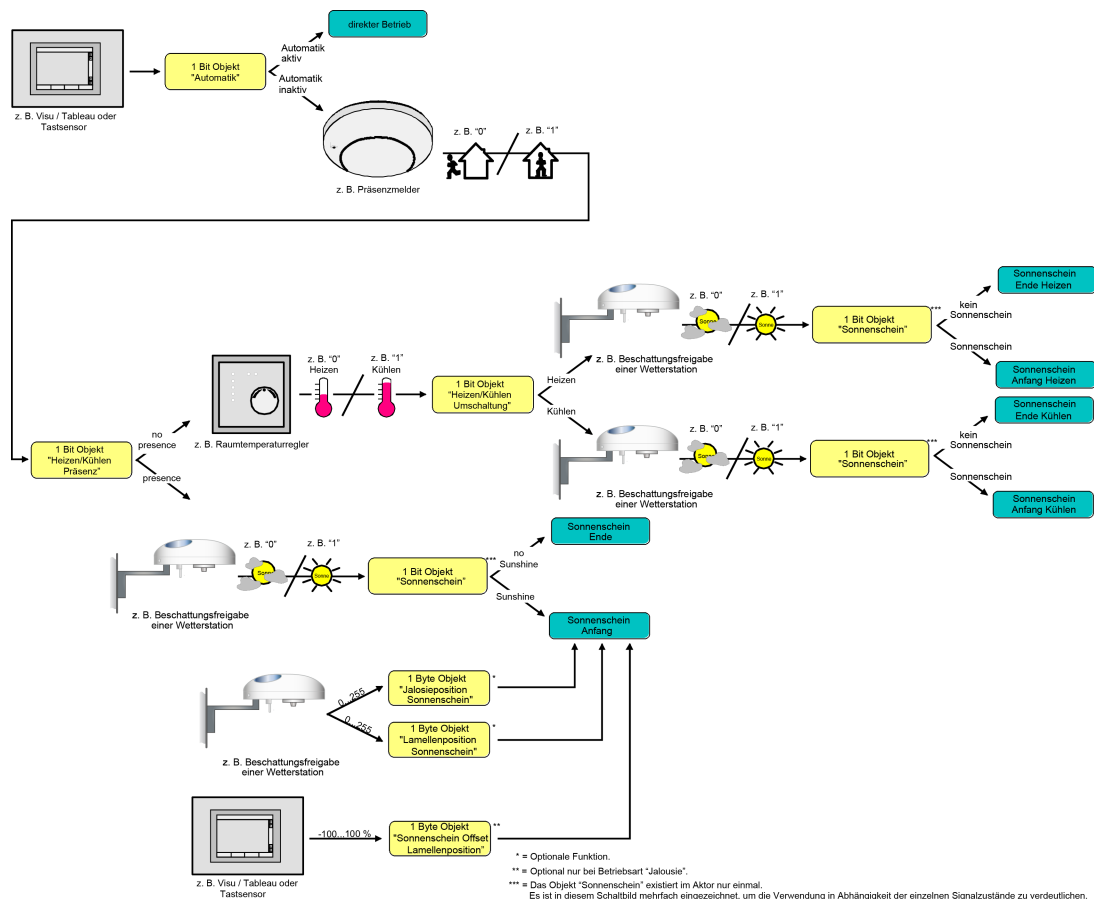 direkter Betrieb
Automatik
aktiv
1 Bit Objekt
"Automatik"
Automatik
inaktiv
z. B. Visu / Tableau oder
Tastsensor
z. B. "0"
z. B. "1"
z. B. Präsenzmelder
Sonnenschein
Ende Heizen
z. B. "0"
z. B. "1"
kein
Sonnenschein
Sonne
Sonne
1 Bit Objekt
"Sonnenschein"
***
Sonnenschein
z. B. Beschattungsfreigabe
einer Wetterstation
Sonnenschein
Anfang Heizen
z. B. "0"
Heizen
z. B. "1"
Kühlen
1 Bit Objekt
"Heizen/Kühlen
Umschaltung"
Heizen
Kühlen
z. B. Raumtemperaturregler
Sonnenschein
Ende Kühlen
z. B. "0"
z. B. "1"
kein
Sonnenschein
Sonne
Sonne
1 Bit Objekt
"Sonnenschein"
***
Sonnenschein
z. B. Beschattungsfreigabe
einer Wetterstation
Sonnenschein
Anfang Kühlen
1 Bit Objekt
"Heizen/Kühlen
Präsenz"
no
presence
presence
Sonnenschein
Ende
z. B. "0"
z. B. "1"
no
Sunshine
Sonne
Sonne
1 Bit Objekt
"Sonnenschein"
***
Sunshine
z. B. Beschattungsfreigabe
einer Wetterstation
Sonnenschein
Anfang
0...255
1 Byte Objekt
"Jalosieposition
Sonnenschein"
*
0...255
1 Byte Objekt
"Lamellenposition
Sonnenschein"
*
z. B. Beschattungsfreigabe
einer Wetterstation
-100...100 %
1 Byte Objekt
"Sonnenschein Offset
Lamellenposition"
**
z. B. Visu / Tableau oder
Tastsensor
* = Optionale Funktion.
** = Optional nur bei Betriebsart "Jalousie".
*** = Das Objekt "Sonnenschein" existiert im Aktor nur einmal.
Es ist in diesem Schaltbild mehrfach eingezeichnet, um die Verwendung in Abhängigkeit der einzelnen Signalzustände zu verdeutlichen.